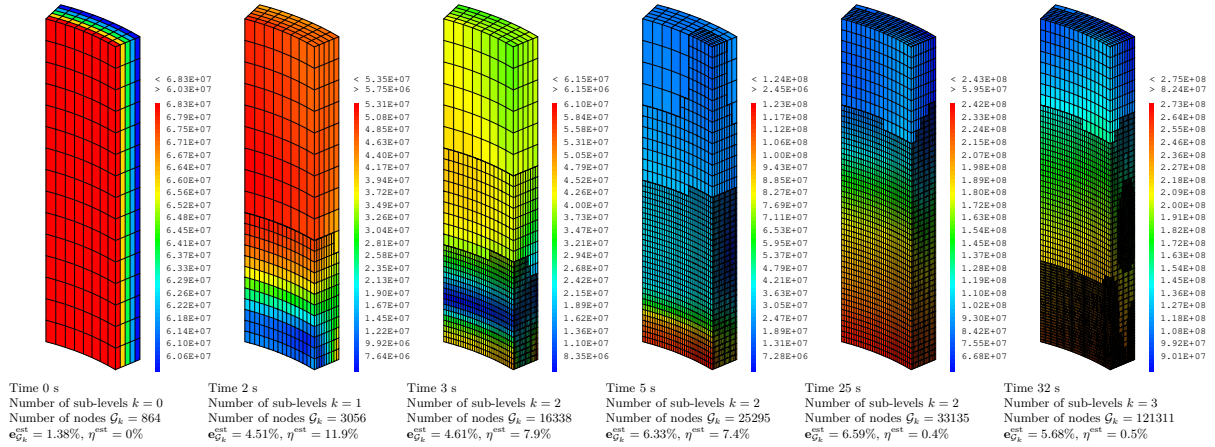 < 6.83E+07
> 6.03E+07
6.83E+07
6.79E+07
6.71E+07
6.67E+07
6.60E+07
6.56E+07
6.52E+07
6.48E+07
6.45E+07
6.41E+07
6.37E+07
6.33E+07
6.29E+07
6.26E+07
6.22E+07
6.18E+07
6.14E+07
6.10E+07
6.06E+07
Time 0 s
Number of sub-levels k = 0
Number of nodes 𝒢ₖ = 864
e^est_𝒢ₖ = 1.38%, η^est = 0%
< 5.35E+07
> 5.75E+06
5.31E+07
5.08E+07
4.85E+07
4.63E+07
4.40E+07
4.17E+07
3.94E+07
3.72E+07
3.49E+07
3.26E+07
3.04E+07
2.81E+07
2.58E+07
2.35E+07
2.13E+07
1.90E+07
1.67E+07
1.45E+07
1.22E+07
9.92E+06
7.64E+06
Time 2 s
Number of sub-levels k = 1
Number of nodes 𝒢ₖ = 3056
e^est_𝒢ₖ = 4.51%, η^est = 11.9%
< 6.15E+07
> 6.15E+06
6.10E+07
5.84E+07
5.58E+07
5.31E+07
5.05E+07
4.79E+07
4.52E+07
4.26E+07
4.00E+07
3.73E+07
3.47E+07
3.21E+07
2.94E+07
2.68E+07
2.42E+07
2.15E+07
1.89E+07
1.62E+07
1.36E+07
1.10E+07
8.35E+06
Time 3 s
Number of sub-levels k = 2
Number of nodes 𝒢ₖ = 16338
e^est_𝒢ₖ = 4.61%, η^est = 7.9%
< 1.24E+08
> 2.45E+06
1.23E+08
1.17E+08
1.12E+08
1.06E+08
1.00E+08
9.43E+07
8.85E+07
8.27E+07
7.69E+07
7.11E+07
6.53E+07
5.95E+07
5.37E+07
4.79E+07
4.21E+07
3.62E+07
3.05E+07
2.47E+07
1.89E+07
1.31E+07
7.28E+06
Time 5 s
Number of sub-levels k = 2
Number of nodes 𝒢ₖ = 25295
e^est_𝒢ₖ = 6.33%, η^est = 7.4%
< 2.43E+08
> 5.95E+07
2.42E+08
2.33E+08
2.24E+08
2.15E+08
2.07E+08
1.98E+08
1.89E+08
1.80E+08
1.72E+08
1.63E+08
1.54E+08
1.45E+08
1.37E+08
1.28E+08
1.19E+08
1.10E+08
1.02E+08
9.30E+07
8.42E+07
7.55E+07
6.68E+07
Time 25 s
Number of sub-levels k = 2
Number of nodes 𝒢ₖ = 33135
e^est_𝒢ₖ = 6.59%, η^est = 0.4%
< 2.75E+08
> 8.24E+07
2.73E+08
2.64E+08
2.55E+08
2.46E+08
2.37E+08
2.28E+08
2.18E+08
2.09E+08
2.00E+08
1.91E+08
1.82E+08
1.73E+08
1.63E+08
1.54E+08
1.45E+08
1.36E+08
1.27E+08
1.18E+08
1.08E+08
9.92E+07
9.01E+07
Time 32 s
Number of sub-levels k = 3
Number of nodes 𝒢ₖ = 121311
e^est_𝒢ₖ = 5.68%, η^est = 0.5%